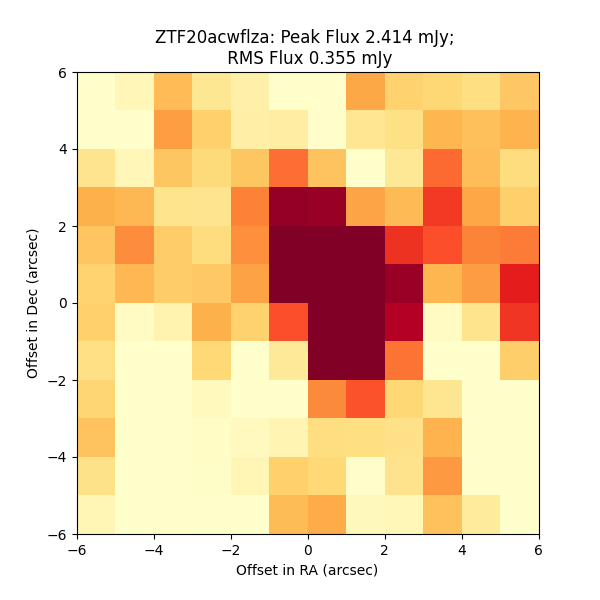 ZTF20acwflza: Peak Flux 2.414 mJy;
RMS Flux 0.355 mJy
6
4
2
0
−2
−4
−6
Offset in Dec (arcsec)
−6 −4 −2 0 2 4 6
Offset in RA (arcsec)